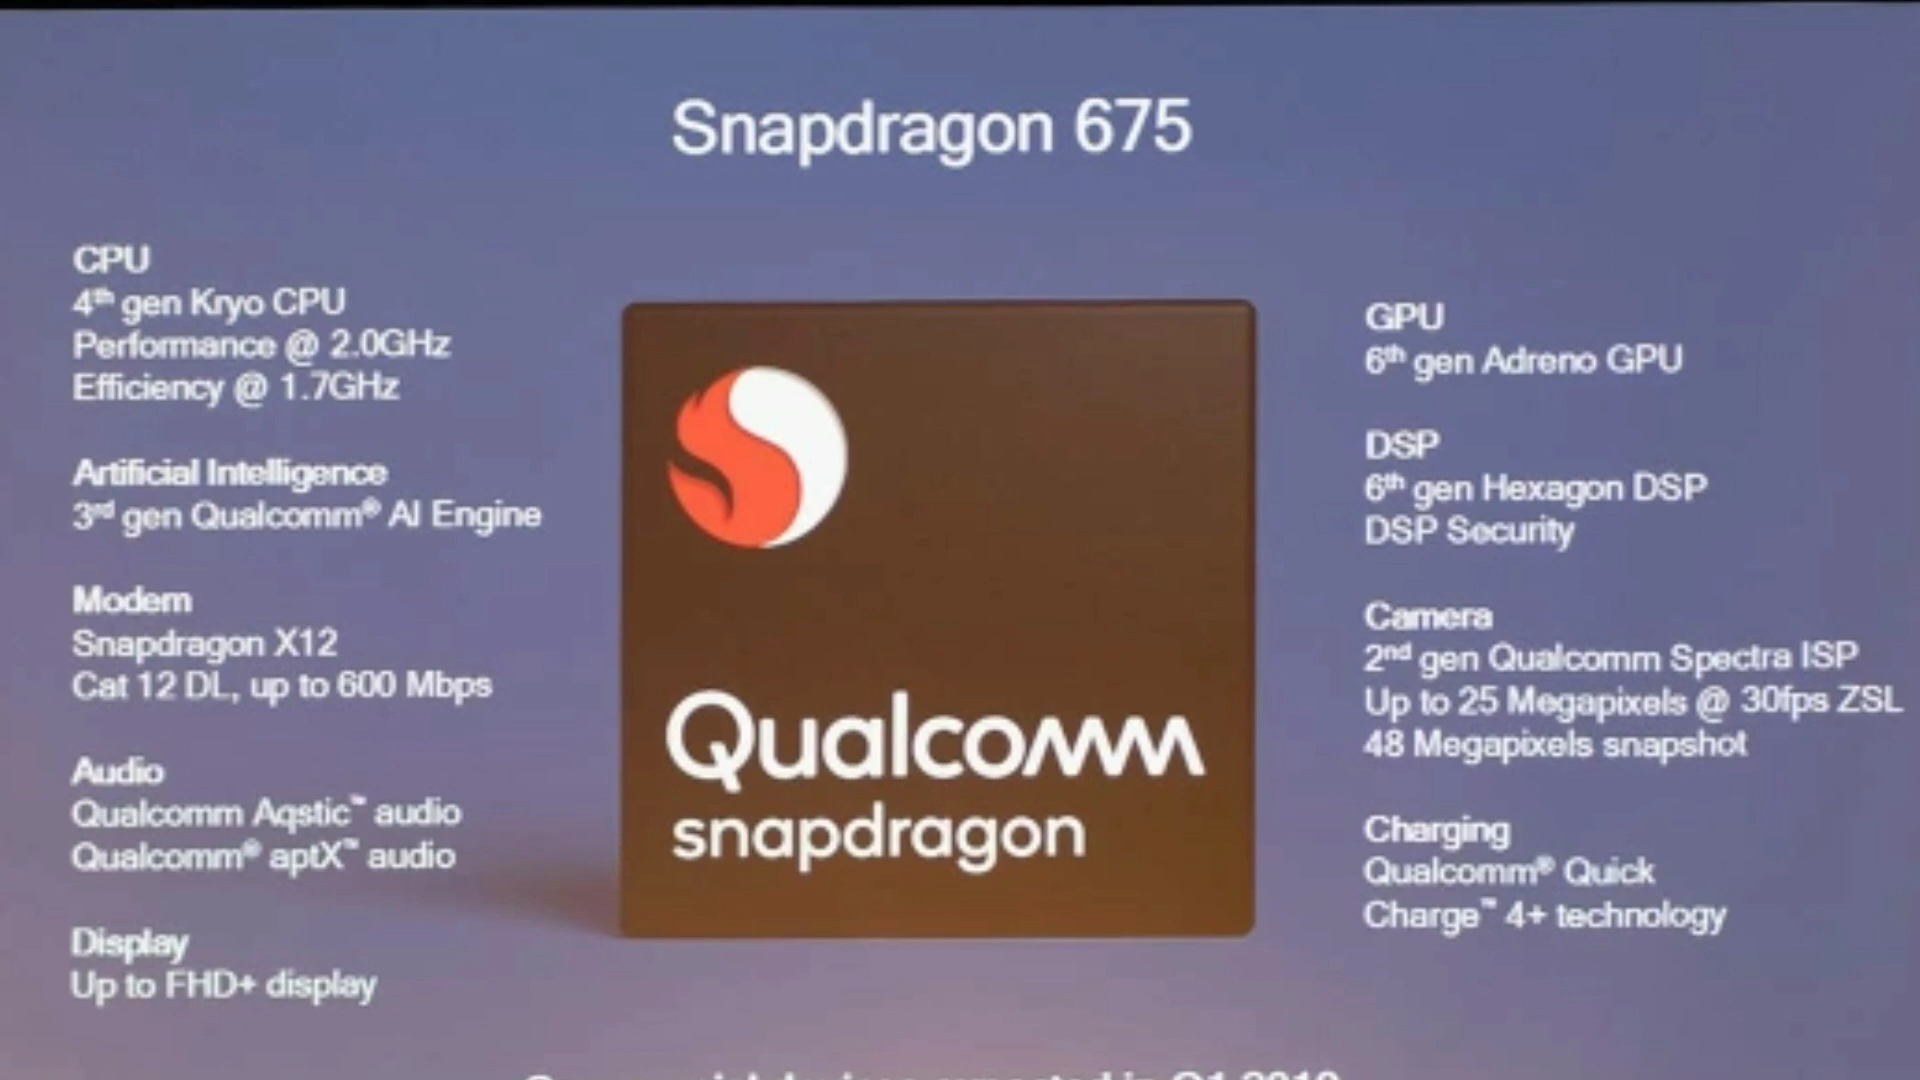 Snapdragon 675
CPU
4th gen Kryo CPU
Performance @ 2.0GHz
Efficiency @ 1.7GHz
Artificial Intelligence
3rd gen Qualcomm® AI Engine
Modem
Snapdragon X12
Cat 12 DL, up to 600 Mbps
Audio
Qualcomm Aqstic™ audio
Qualcomm® aptX™ audio
Display
Up to FHD+ display
Qualcomm
snapdragon
GPU
6th gen Adreno GPU
DSP
6th gen Hexagon DSP
DSP Security
Camera
2nd gen Qualcomm Spectra ISP
Up to 25 Megapixels @ 30fps ZSL
48 Megapixels snapshot
Charging
Qualcomm® Quick
Charge™ 4+ technology